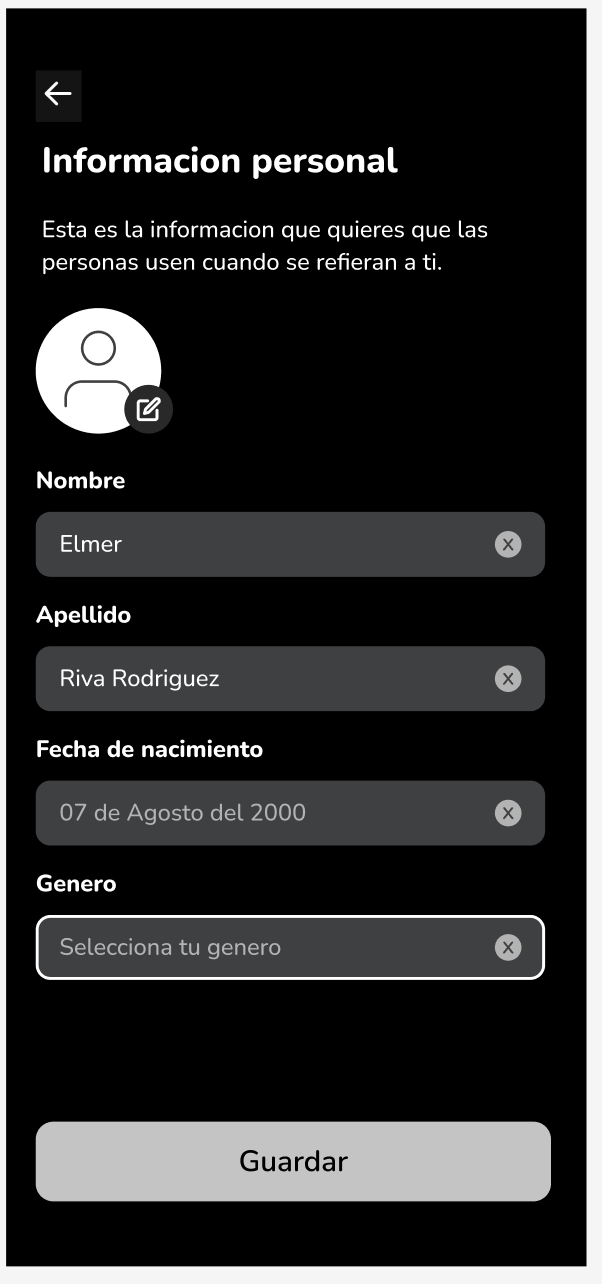 Informacion personal
Esta es la informacion que quieres que las
personas usen cuando se refieran a ti.
Nombre
Elmer
Apellido
Riva Rodriguez
Fecha de nacimiento
07 de Agosto del 2000
Genero
Selecciona tu genero
Guardar